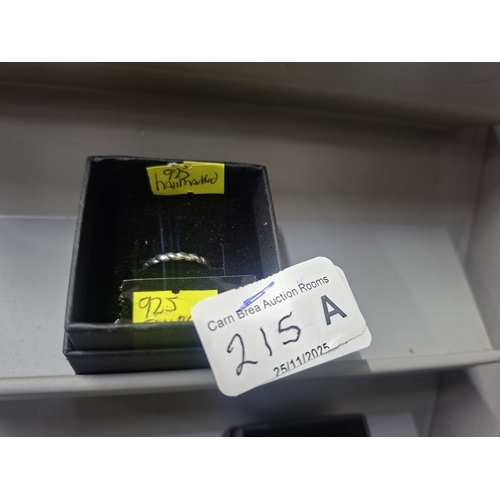 925
hallmarked
925
Carn Brea Auction Rooms
215 A
25/11/2025